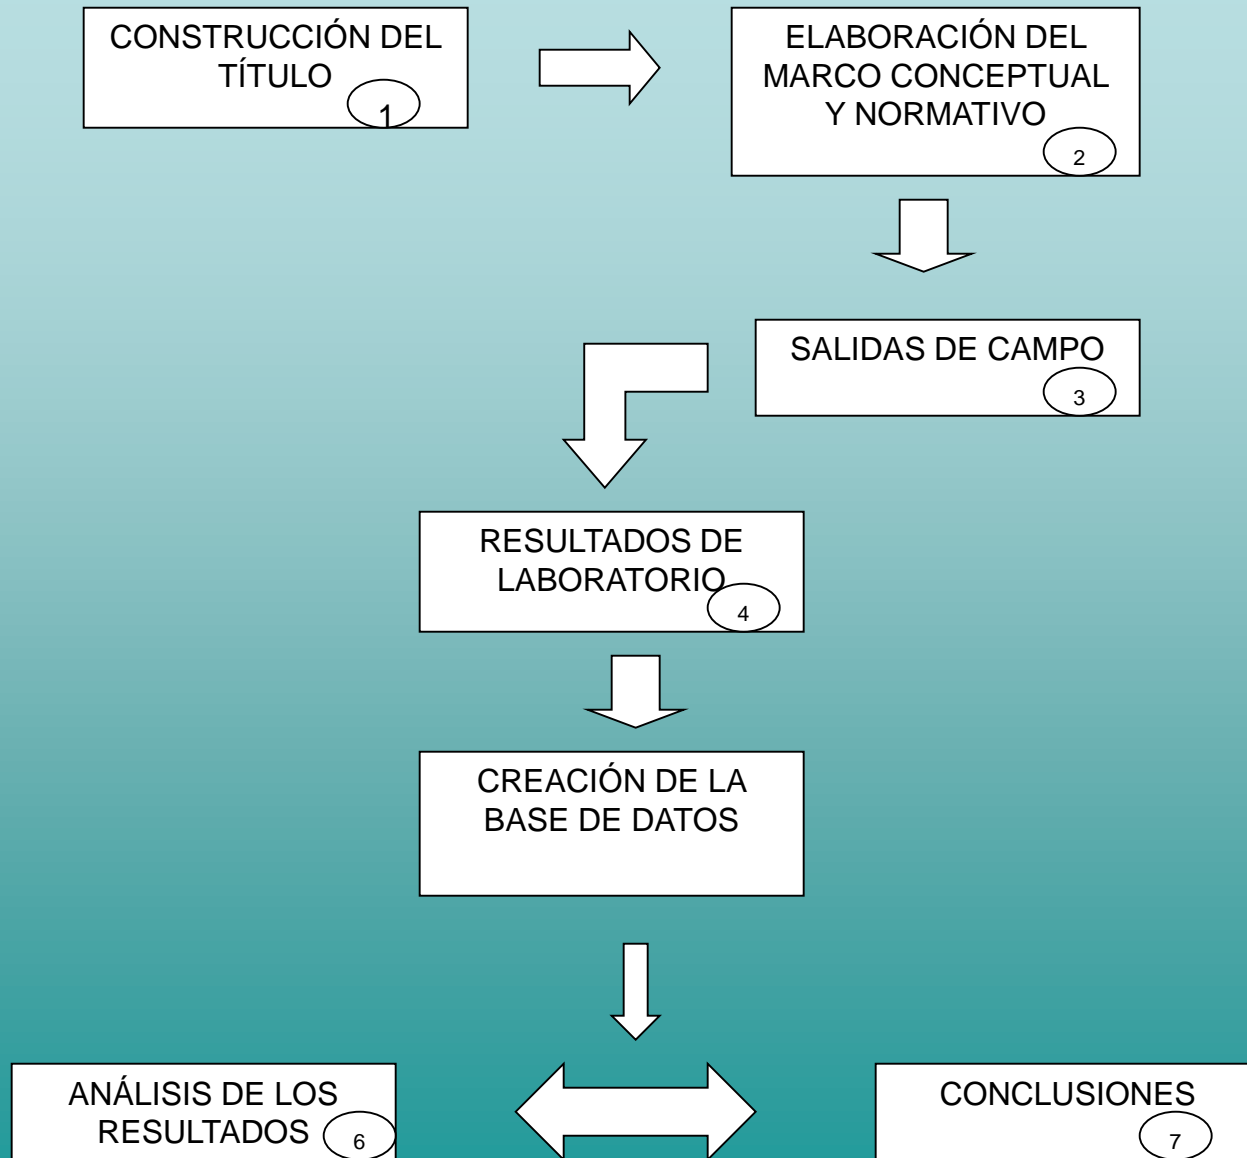 CONSTRUCCIÓN DEL
TÍTULO
1
ELABORACIÓN DEL
MARCO CONCEPTUAL
Y NORMATIVO
2
SALIDAS DE CAMPO
3
RESULTADOS DE
LABORATORIO
4
CREACIÓN DE LA
BASE DE DATOS
ANÁLISIS DE LOS
RESULTADOS
6
CONCLUSIONES
7